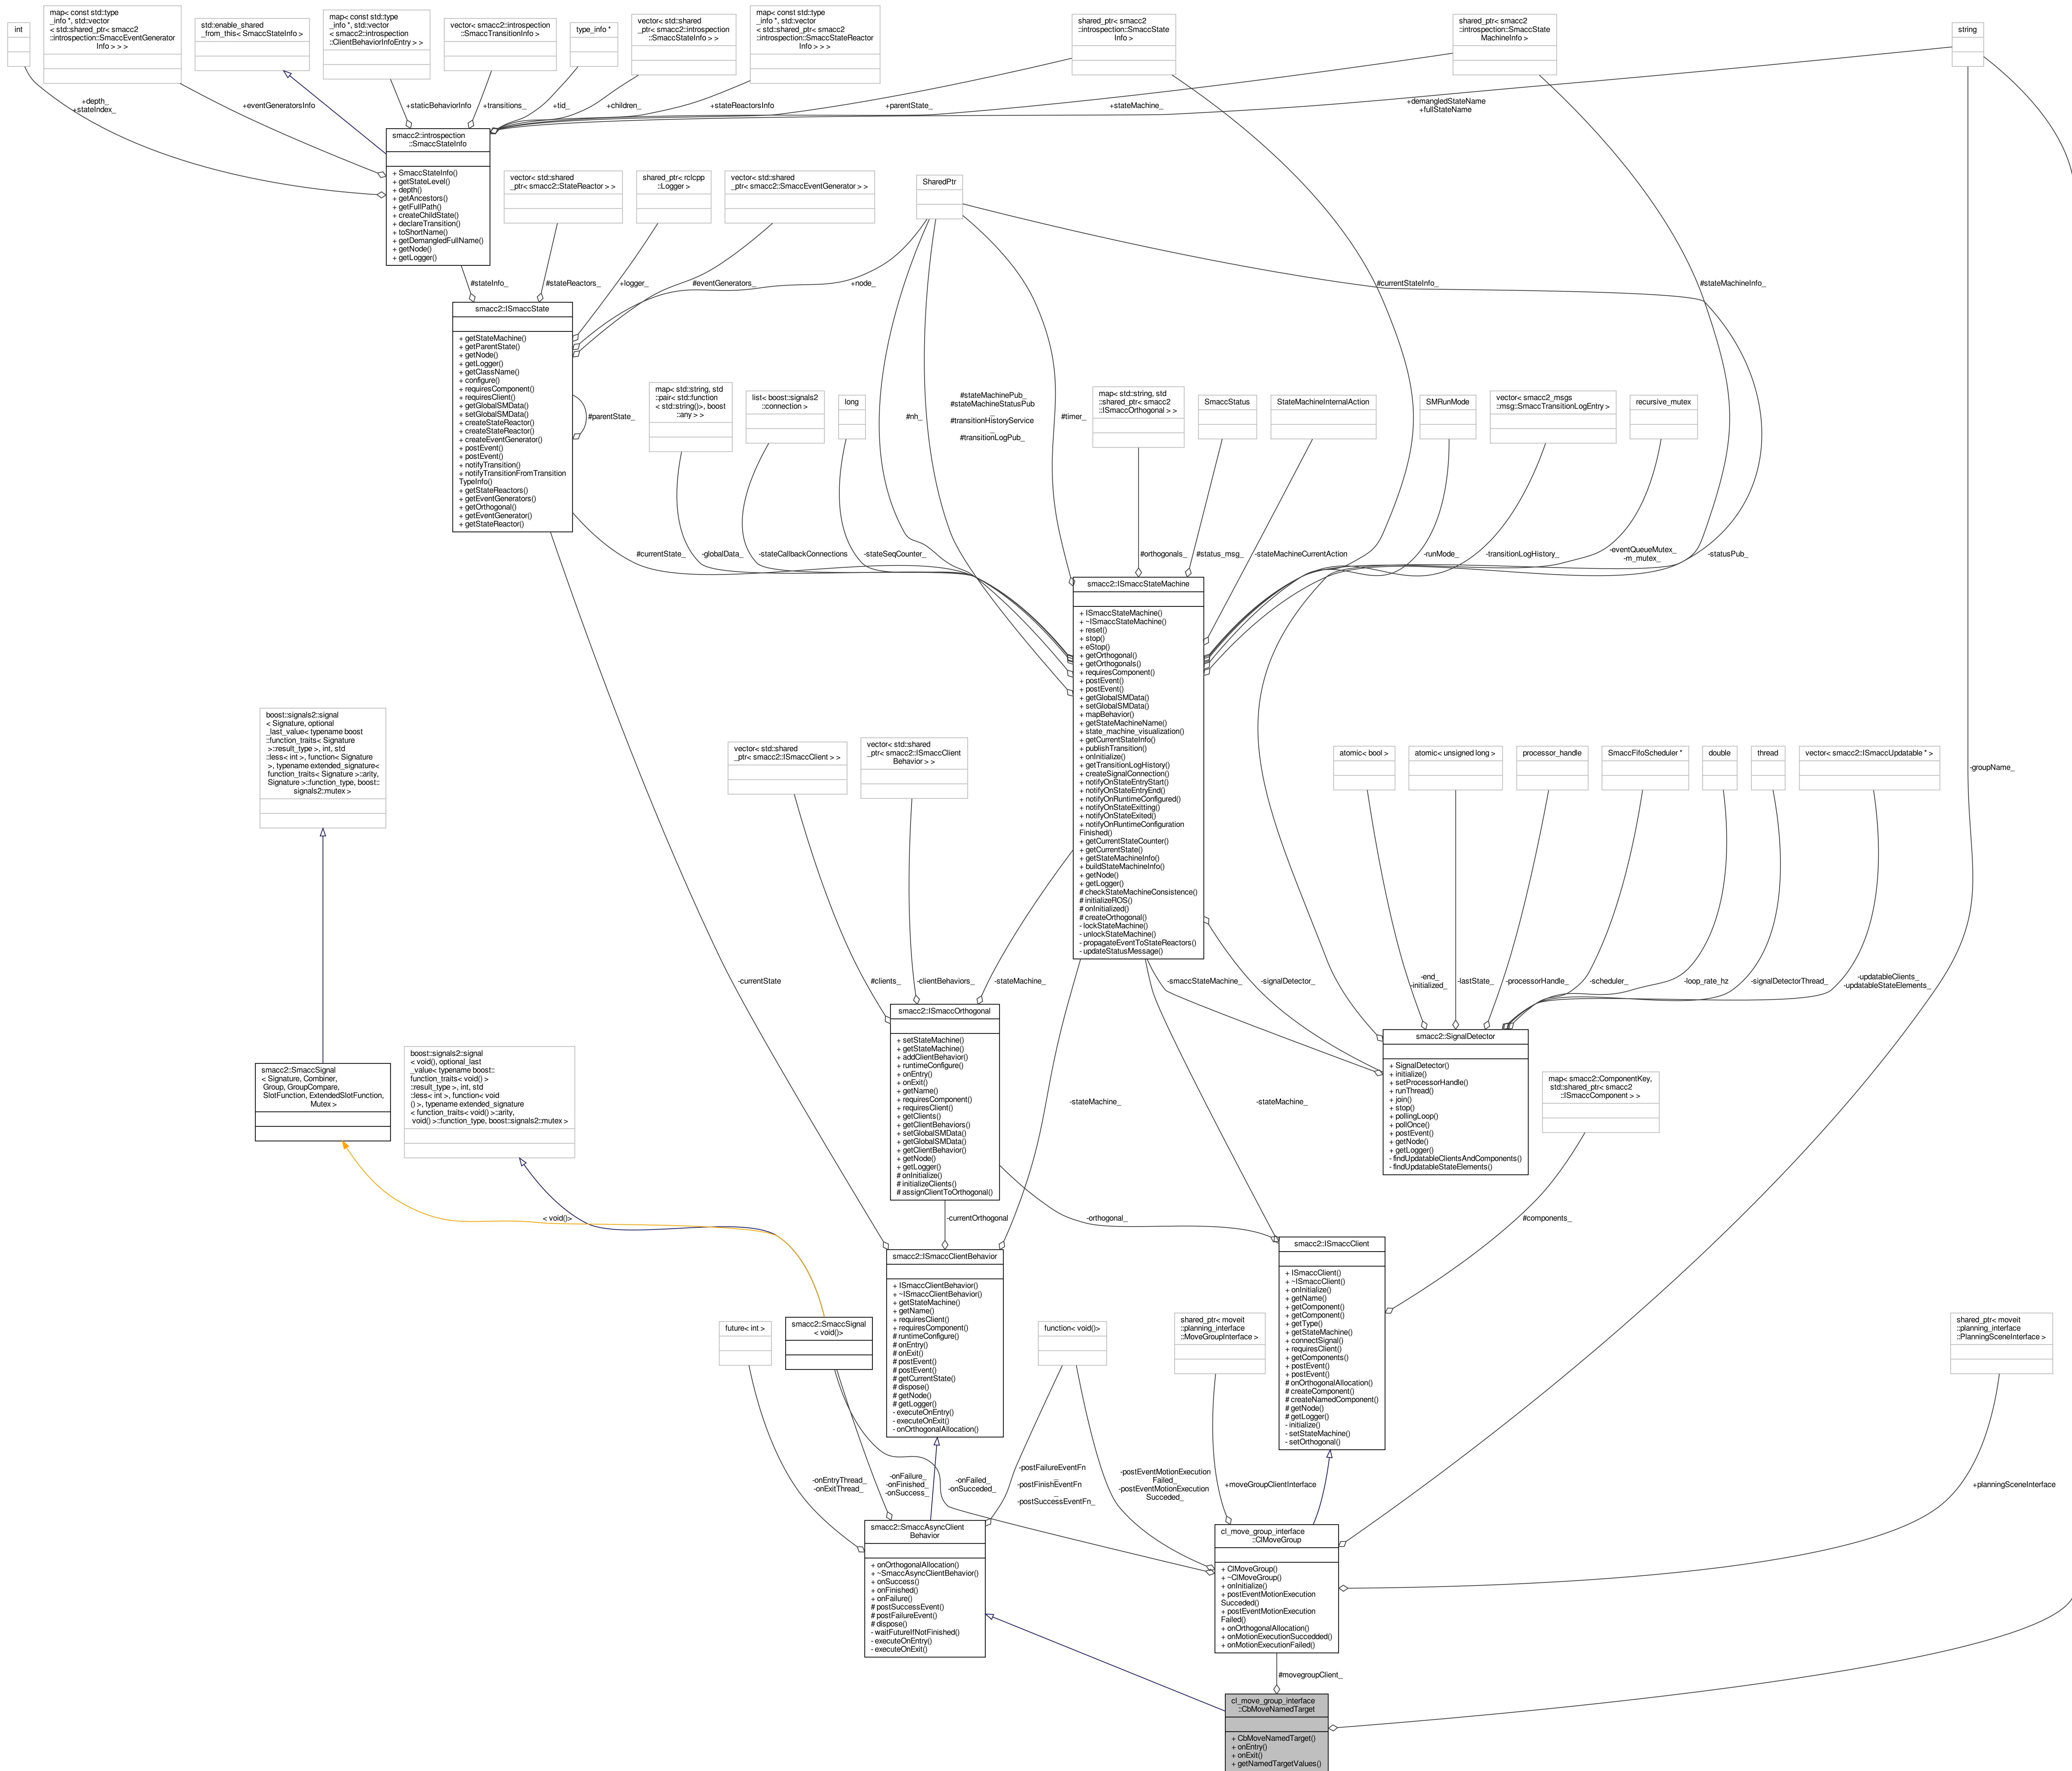 int
map< const std::type
_info *, std::vector
< std::shared_ptr< smacc2
::introspection::SmaccEventGenerator
Info > > >
std::enable_shared
_from_this< SmaccStateInfo >
map< const std::type
_info *, std::vector
< smacc2::introspection
::ClientBehaviorInfoEntry > >
vector< smacc2::introspection
::SmaccTransitionInfo >
type_info *
vector< std::shared
_ptr< smacc2::introspection
::SmaccStateInfo > >
map< const std::type
_info *, std::vector
< std::shared_ptr< smacc2
::introspection::SmaccStateReactor
Info > > >
shared_ptr< smacc2
::introspection::SmaccState
Info >
shared_ptr< smacc2
::introspection::SmaccState
MachineInfo >
string
+depth_
+stateIndex_
+eventGeneratorsInfo
+staticBehaviorInfo
+transitions_
+tid_
+children_
+stateReactorsInfo
+parentState_
+stateMachine_
+demangledStateName
+fullStateName
smacc2::introspection
::SmaccStateInfo
+ SmaccStateInfo()
+ getStateLevel()
+ depth()
+ getAncestors()
+ getFullPath()
+ createChildState()
+ declareTransition()
+ toShortName()
+ getDemangledFullName()
+ getNode()
+ getLogger()
vector< std::shared
_ptr< smacc2::StateReactor > >
shared_ptr< rclcpp
::Logger >
vector< std::shared
_ptr< smacc2::SmaccEventGenerator > >
SharedPtr
#stateInfo_
#stateReactors_
+logger_
#eventGenerators_
+node_
#currentStateInfo_
#stateMachineInfo_
smacc2::ISmaccState
+ getStateMachine()
+ getParentState()
+ getNode()
+ getLogger()
+ getClassName()
+ configure()
+ requiresComponent()
+ requiresClient()
+ getGlobalSMData()
+ setGlobalSMData()
+ createStateReactor()
+ createStateReactor()
+ createEventGenerator()
+ postEvent()
+ postEvent()
+ notifyTransition()
+ notifyTransitionFromTransition
TypeInfo()
+ getStateReactors()
+ getEventGenerators()
+ getOrthogonal()
+ getEventGenerator()
+ getStateReactor()
#parentState_
map< std::string, std
::pair< std::function
< std::string()>, boost
::any > >
list< boost::signals2
::connection >
long
#nh_
#stateMachinePub_
#stateMachineStatusPub
_
#transitionHistoryService
_
#transitionLogPub_
#timer_
map< std::string, std
::shared_ptr< smacc2
::ISmaccOrthogonal > >
SmaccStatus
StateMachineInternalAction
SMRunMode
vector< smacc2_msgs
::msg::SmaccTransitionLogEntry >
recursive_mutex
#currentState_
-globalData_
-stateCallbackConnections
-stateSeqCounter_
#orthogonals_
#status_msg_
-stateMachineCurrentAction
-runMode_
-transitionLogHistory_
-eventQueueMutex_
-m_mutex_
-statusPub_
smacc2::ISmaccStateMachine
+ ISmaccStateMachine()
+ ~ISmaccStateMachine()
+ reset()
+ stop()
+ eStop()
+ getOrthogonal()
+ getOrthogonals()
+ requiresComponent()
+ postEvent()
+ postEvent()
+ getGlobalSMData()
+ setGlobalSMData()
+ mapBehavior()
+ getStateMachineName()
+ state_machine_visualization()
+ getCurrentStateInfo()
+ publishTransition()
+ onInitialize()
+ getTransitionLogHistory()
+ createSignalConnection()
+ notifyOnStateEntryStart()
+ notifyOnStateEntryEnd()
+ notifyOnRuntimeConfigured()
+ notifyOnStateExitting()
+ notifyOnStateExited()
+ notifyOnRuntimeConfiguration
Finished()
+ getCurrentStateCounter()
+ getCurrentState()
+ getStateMachineInfo()
+ buildStateMachineInfo()
+ getNode()
+ getLogger()
# checkStateMachineConsistence()
# initializeROS()
# onInitialized()
# createOrthogonal()
- lockStateMachine()
- unlockStateMachine()
- propagateEventToStateReactors()
- updateStatusMessage()
boost::signals2::signal
< Signature, optional
_last_value< typename boost
::function_traits< Signature
>::result_type >, int, std
::less< int >, function< Signature
>, typename extended_signature<
function_traits< Signature >::arity,
Signature >::function_type, boost::
signals2::mutex >
vector< std::shared
_ptr< smacc2::ISmaccClient > >
vector< std::shared
_ptr< smacc2::ISmaccClient
Behavior > >
atomic< bool >
atomic< unsigned long >
processor_handle
SmaccFifoScheduler *
double
thread
vector< smacc2::ISmaccUpdatable * >
-groupName_
-currentState
#clients_
-clientBehaviors_
-stateMachine_
-smaccStateMachine_
-signalDetector_
-end_
-initialized_
-lastState_
-processorHandle_
-scheduler_
-loop_rate_hz
-signalDetectorThread_
-updatableClients_
-updatableStateElements_
smacc2::ISmaccOrthogonal
+ setStateMachine()
+ getStateMachine()
+ addClientBehavior()
+ runtimeConfigure()
+ onEntry()
+ onExit()
+ getName()
+ requiresComponent()
+ requiresClient()
+ getClients()
+ getClientBehaviors()
+ setGlobalSMData()
+ getGlobalSMData()
+ getClientBehavior()
+ getNode()
+ getLogger()
# onInitialize()
# initializeClients()
# assignClientToOrthogonal()
smacc2::SignalDetector
+ SignalDetector()
+ initialize()
+ setProcessorHandle()
+ runThread()
+ join()
+ stop()
+ pollingLoop()
+ pollOnce()
+ postEvent()
+ getNode()
+ getLogger()
- findUpdatableClientsAndComponents()
- findUpdatableStateElements()
smacc2::SmaccSignal
< Signature, Combiner,
Group, GroupCompare,
SlotFunction, ExtendedSlotFunction,
Mutex >
boost::signals2::signal
< void(), optional_last
_value< typename boost::
function_traits< void() >
::result_type >, int, std
::less< int >, function< void
() >, typename extended_signature
< function_traits< void() >::arity,
void() >::function_type, boost::signals2::mutex >
map< smacc2::ComponentKey,
std::shared_ptr< smacc2
::ISmaccComponent > >
-stateMachine_
-stateMachine_
< void()>
-currentOrthogonal
-orthogonal_
#components_
smacc2::ISmaccClientBehavior
+ ISmaccClientBehavior()
+ ~ISmaccClientBehavior()
+ getStateMachine()
+ getName()
+ requiresClient()
+ requiresComponent()
# runtimeConfigure()
# onEntry()
# onExit()
# postEvent()
# postEvent()
# getCurrentState()
# dispose()
# getNode()
# getLogger()
- executeOnEntry()
- executeOnExit()
- onOrthogonalAllocation()
smacc2::ISmaccClient
+ ISmaccClient()
+ ~ISmaccClient()
+ onInitialize()
+ getName()
+ getComponent()
+ getComponent()
+ getType()
+ getStateMachine()
+ connectSignal()
+ requiresClient()
+ getComponents()
+ postEvent()
+ postEvent()
# onOrthogonalAllocation()
# createComponent()
# createNamedComponent()
# getNode()
# getLogger()
- initialize()
- setStateMachine()
- setOrthogonal()
future< int >
smacc2::SmaccSignal
< void()>
function< void()>
shared_ptr< moveit
::planning_interface
::MoveGroupInterface >
shared_ptr< moveit
::planning_interface
::PlanningSceneInterface >
-onEntryThread_
-onExitThread_
-onFailure_
-onFinished_
-onSuccess_
-onFailed_
-onSucceded_
-postFailureEventFn
_
-postFinishEventFn
_
-postSuccessEventFn_
-postEventMotionExecution
Failed_
-postEventMotionExecution
Succeded_
+moveGroupClientInterface
+planningSceneInterface
smacc2::SmaccAsyncClient
Behavior
+ onOrthogonalAllocation()
+ ~SmaccAsyncClientBehavior()
+ onSuccess()
+ onFinished()
+ onFailure()
# postSuccessEvent()
# postFailureEvent()
# dispose()
- waitFutureIfNotFinished()
- executeOnEntry()
- executeOnExit()
cl_move_group_interface
::ClMoveGroup
+ ClMoveGroup()
+ ~ClMoveGroup()
+ onInitialize()
+ postEventMotionExecution
Succeded()
+ postEventMotionExecution
Failed()
+ onOrthogonalAllocation()
+ onMotionExecutionSuccedded()
+ onMotionExecutionFailed()
#movegroupClient_
cl_move_group_interface
::CbMoveNamedTarget
+ CbMoveNamedTarget()
+ onEntry()
+ onExit()
+ getNamedTargetValues()